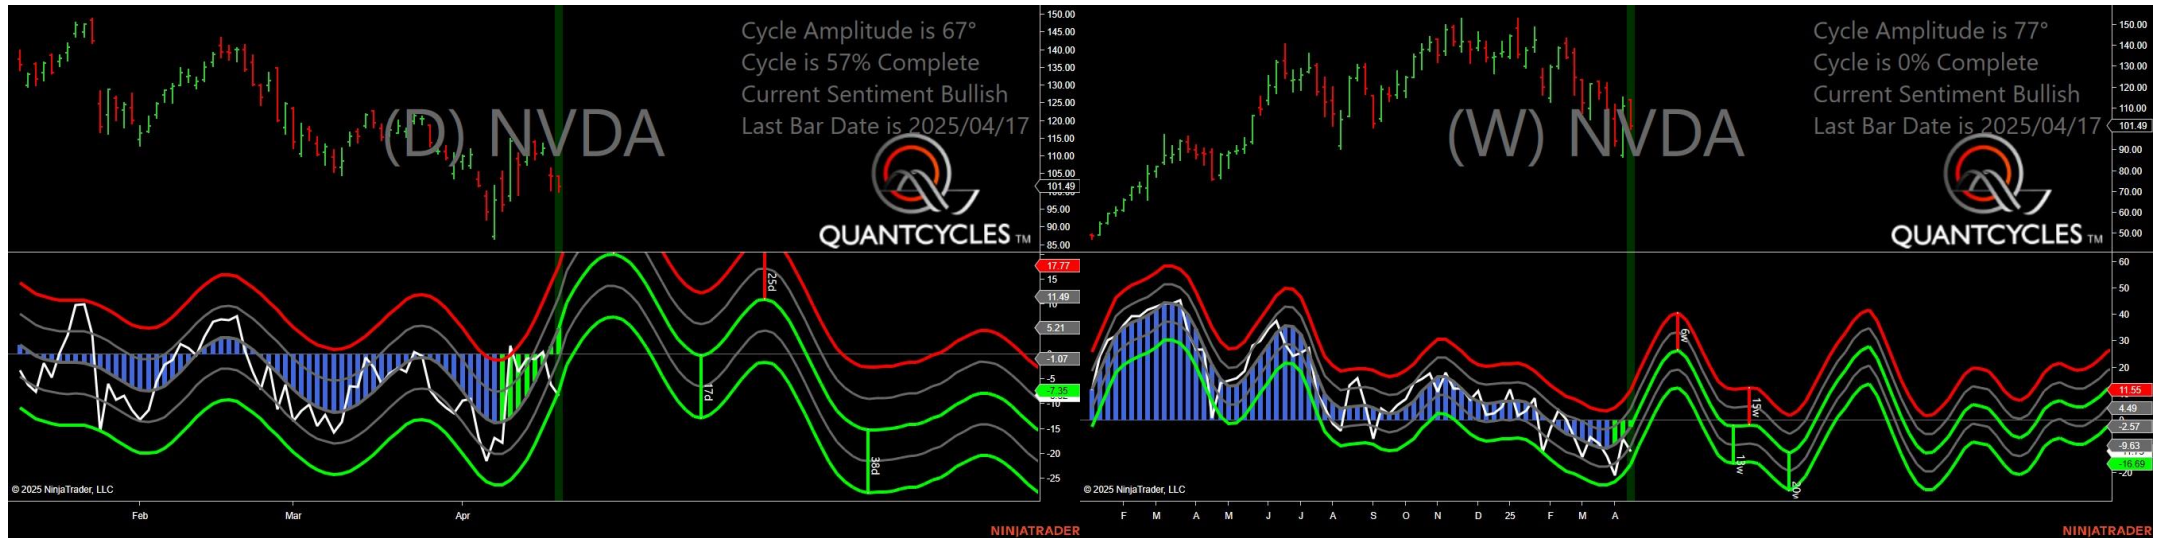 Cycle Amplitude is 67°
Cycle is 57% Complete
Current Sentiment Bullish
Last Bar Date is 2025/04/17
(D) NVDA
QUANTCYCLES TM
150.00
145.00
140.00
135.00
130.00
125.00
120.00
115.00
110.00
105.00
101.49
95.00
90.00
85.00
17.77
15
11.49
5.21
-1.07
-5
-7.35
-10
-15
-20
-25
25d
17d
38d
© 2025 NinjaTrader, LLC
Feb
Mar
Apr
NINJATRADER
Cycle Amplitude is 77°
Cycle is 0% Complete
Current Sentiment Bullish
Last Bar Date is 2025/04/17
(W) NVDA
QUANTCYCLES TM
150.00
140.00
130.00
120.00
110.00
101.49
90.00
80.00
70.00
60.00
50.00
60
50
40
30
20
11.55
4.49
-2.57
-9.63
-16.69
-20
6w
15w
13w
20w
© 2025 NinjaTrader, LLC
F
M
A
M
J
J
A
S
O
N
D
25
F
M
A
NINJATRADER